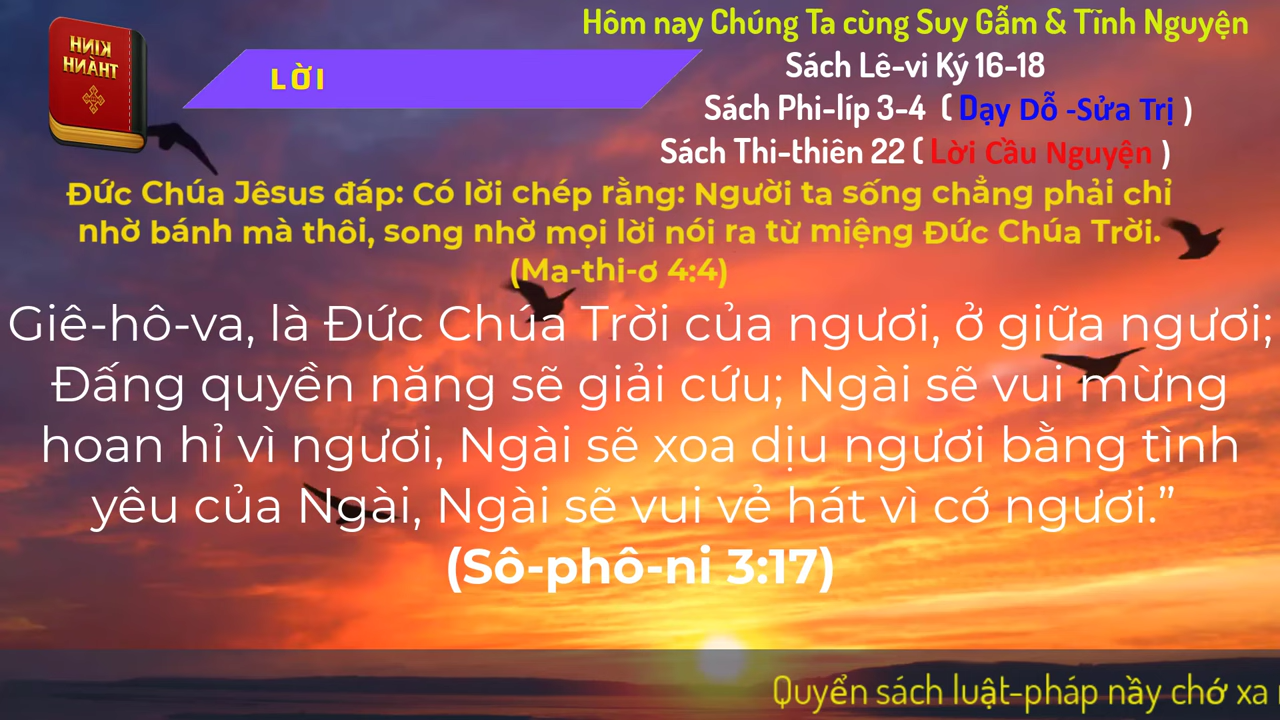 KINH
THÁNH
LỜI
Hôm nay Chúng Ta cùng Suy Gẫm & Tĩnh Nguyện
Sách Lê-vi Ký 16-18
Sách Phi-líp 3-4 ( Dạy Dỗ -Sửa Trị )
Sách Thi-thiên 22 ( Lời Cầu Nguyện )
Đức Chúa Jêsus đáp: Có lời chép rằng: Người ta sống chẳng phải chỉ
nhờ bánh mà thôi, song nhờ mọi lời nói ra từ miệng Đức Chúa Trời.
(Ma-thi-ơ 4:4)
Giê-hô-va, là Đức Chúa Trời của ngươi, ở giữa ngươi;
Đấng quyền năng sẽ giải cứu; Ngài sẽ vui mừng
hoan hỉ vì ngươi, Ngài sẽ xoa dịu ngươi bằng tình
yêu của Ngài, Ngài sẽ vui vẻ hát vì cớ ngươi.”
(Sô-phô-ni 3:17)
Quyển sách luật-pháp nầy chớ xa